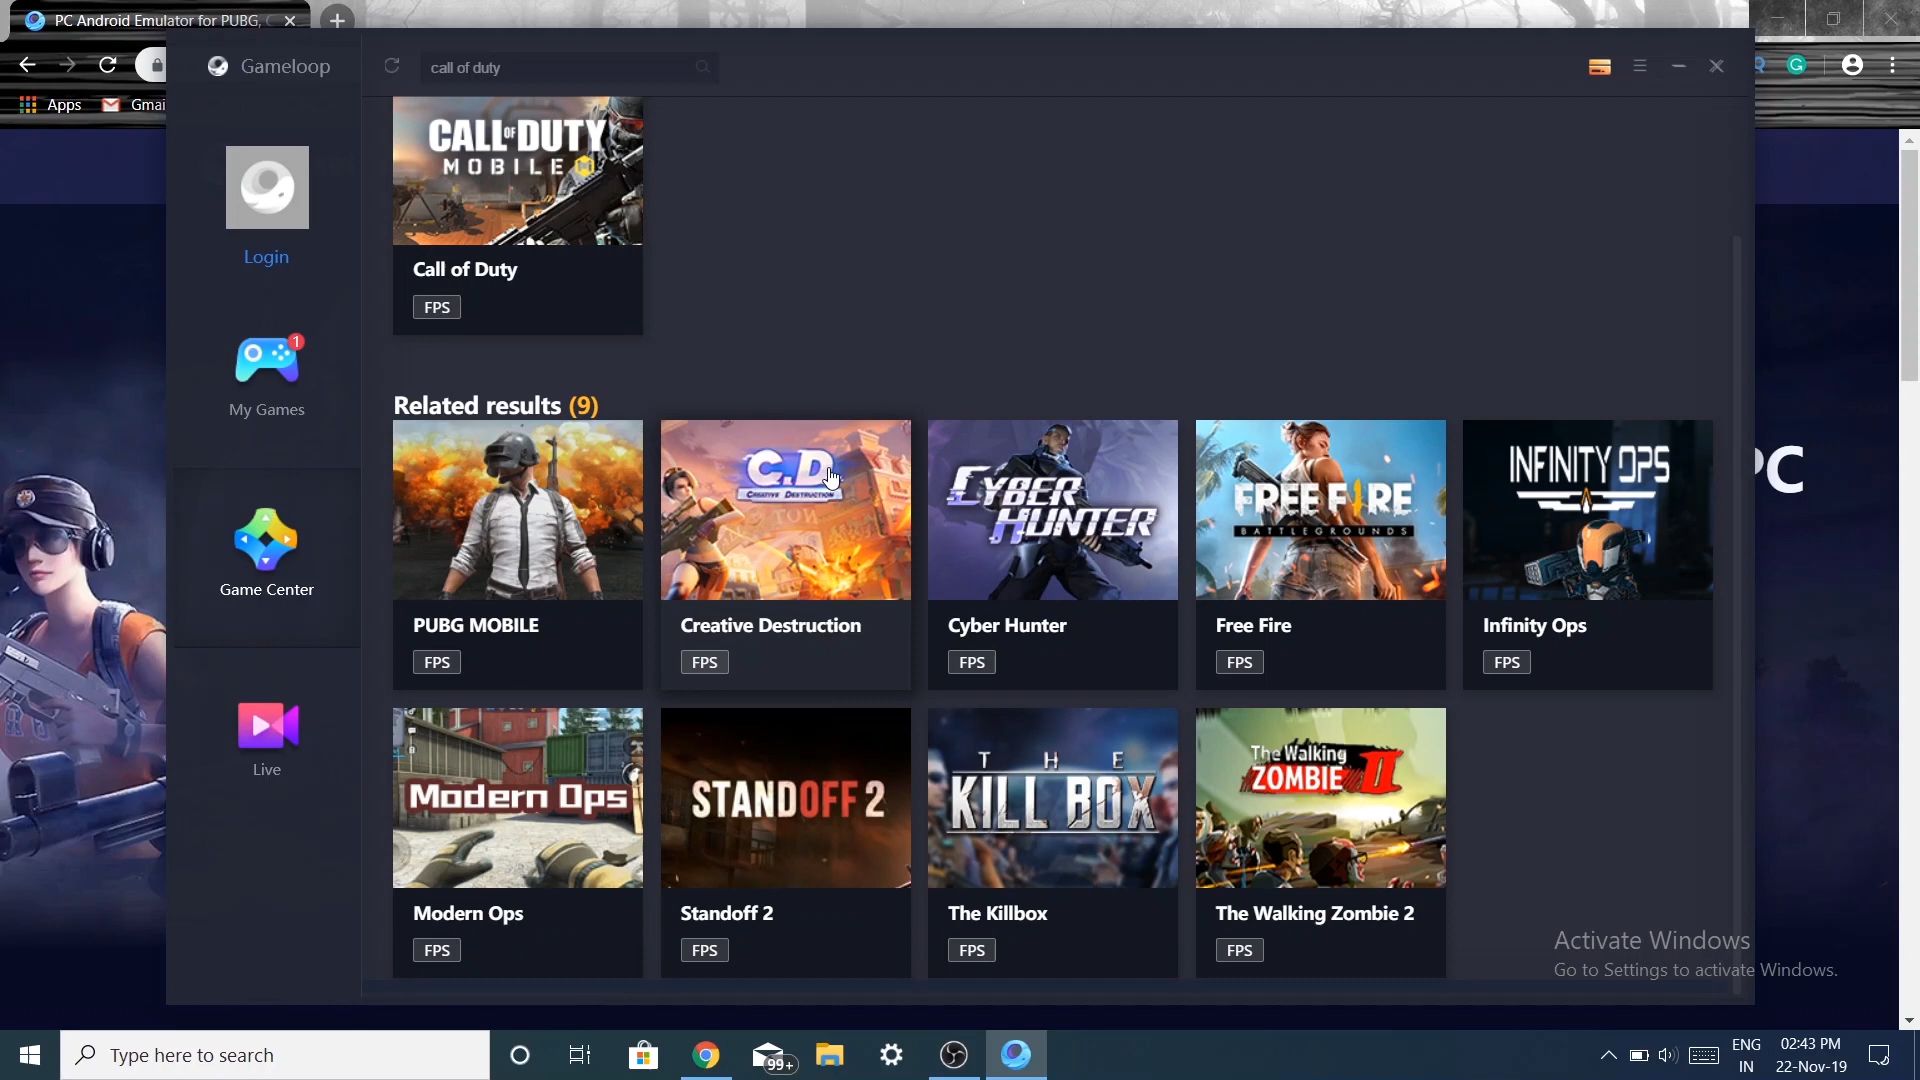 PC Android Emulator for PUBG,
Gameloop
call of duty
Apps
Gmai
CALL OF DUTY
MOBILE
Login
Call of Duty
FPS
1
My Games
Related results (9)
C.D
CREATIVE DESTRUCTION
CYBER
HUNTER
FREE FIRE
BATTLEGROUNDS
INFINITY OPS
PC
Game Center
PUBG MOBILE
Creative Destruction
Cyber Hunter
Free Fire
Infinity Ops
FPS
FPS
FPS
FPS
FPS
Live
Modern Ops
STANDOFF 2
THE
KILL BOX
The Walking
ZOMBIE II
Modern Ops
Standoff 2
The Killbox
The Walking Zombie 2
FPS
FPS
FPS
FPS
Activate Windows
Go to Settings to activate Windows.
Type here to search
99+
ENG
IN
02:43 PM
22-Nov-19